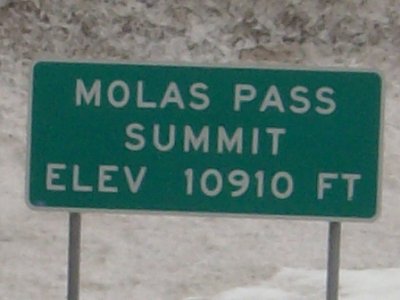 MOLAS PASS
SUMMIT
ELEV 10910 FT